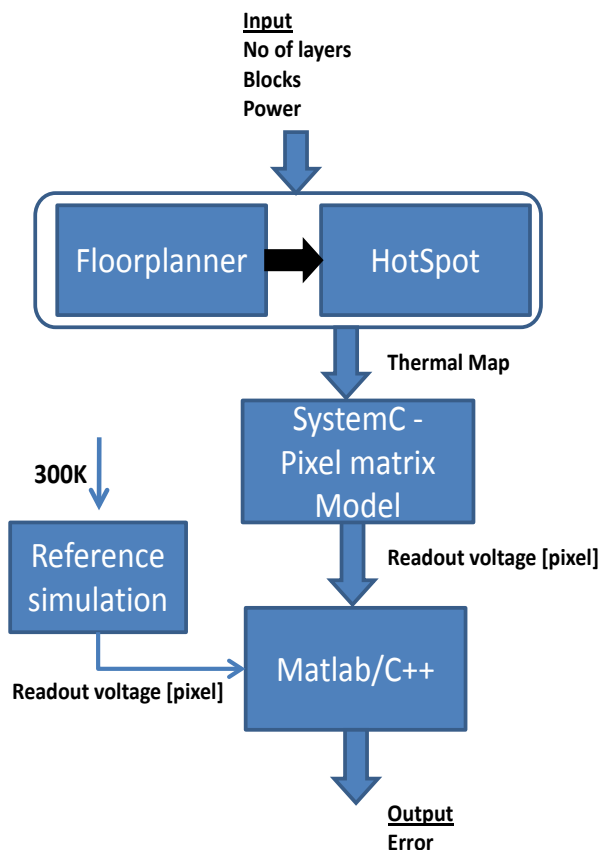 Input
No of layers
Blocks
Power
Floorplanner
HotSpot
Thermal Map
SystemC -
Pixel matrix
Model
300K
Reference
simulation
Readout voltage [pixel]
Readout voltage [pixel]
Matlab/C++
Output
Error